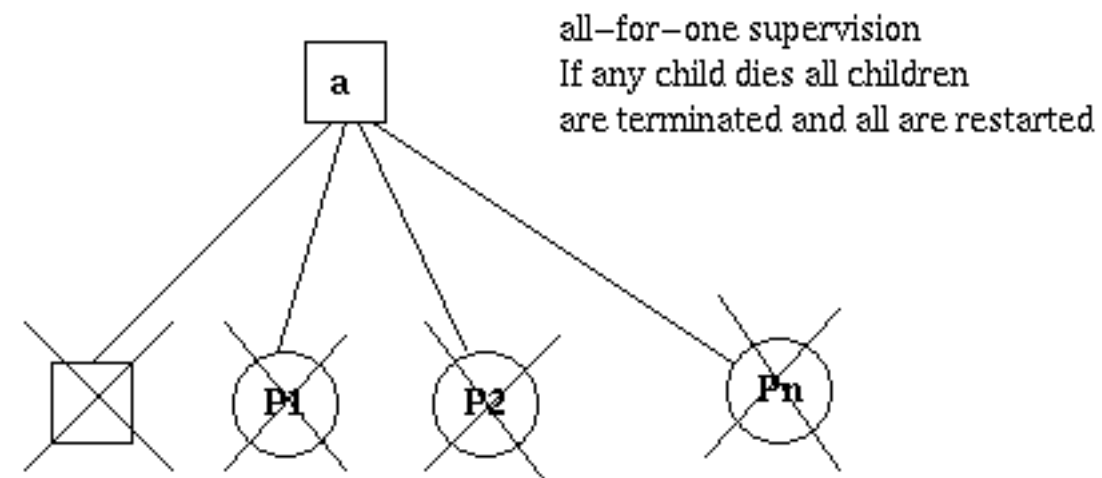 all-for-one supervision
a
If any child dies all children
are terminated and all are restarted
P1 P2 Pn